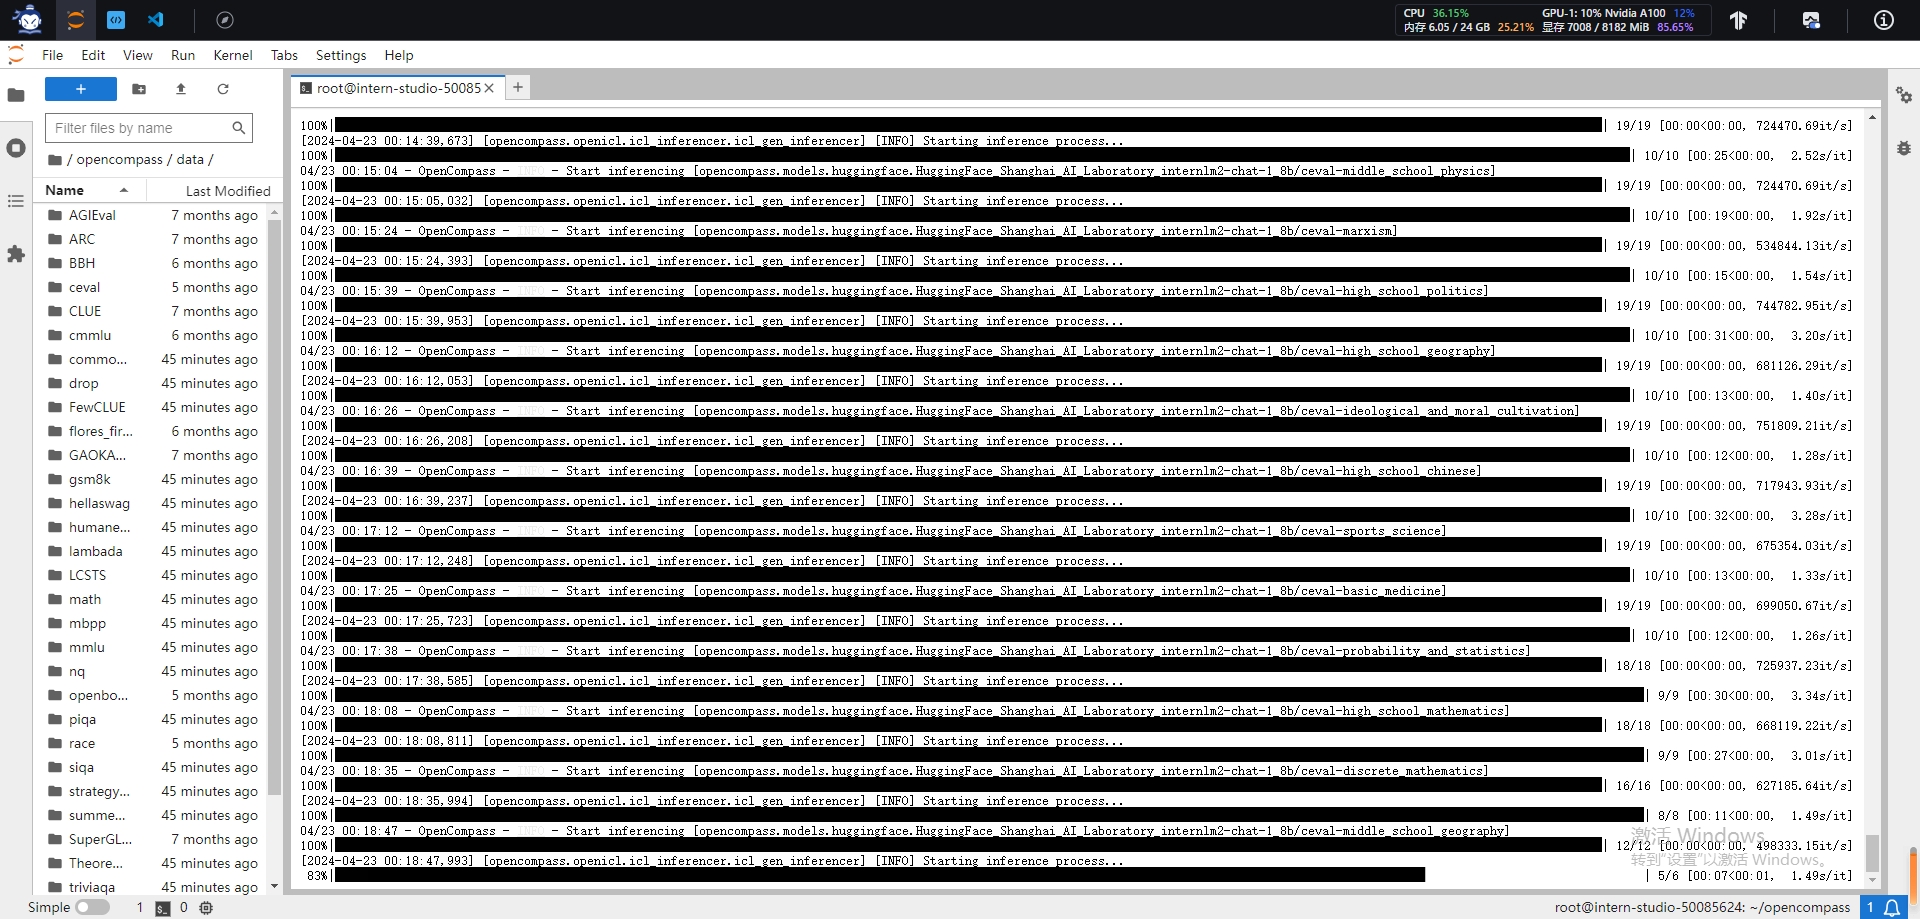 CPU 36.15% GPU-1: 10% Nvidia A100 12%
内存 6.05 / 24 GB 25.21% 显存 7008 / 8182 MiB 85.65%
File Edit View Run Kernel Tabs Settings Help
root@intern-studio-50085
Filter files by name
/ opencompass / data /
Name Last Modified
AGIEval 7 months ago
ARC 7 months ago
BBH 6 months ago
ceval 5 months ago
CLUE 7 months ago
cmmlu 6 months ago
commo... 45 minutes ago
drop 45 minutes ago
FewCLUE 45 minutes ago
flores_fir... 6 months ago
GAOKA... 7 months ago
gsm8k 45 minutes ago
hellaswag 45 minutes ago
humane... 45 minutes ago
lambada 45 minutes ago
LCSTS 45 minutes ago
math 45 minutes ago
mbpp 45 minutes ago
mmlu 45 minutes ago
nq 45 minutes ago
openbo... 5 months ago
piqa 45 minutes ago
race 5 months ago
siqa 45 minutes ago
strategy... 45 minutes ago
summe... 45 minutes ago
SuperGL... 7 months ago
Theore... 45 minutes ago
triviaqa 45 minutes ago
100%| | 19/19 [00:00<00:00, 724470.69it/s]
[2024-04-23 00:14:39,673] [opencompass.openicl.icl_inferencer.icl_gen_inferencer] [INFO] Starting inference process...
100%| | 10/10 [00:25<00:00, 2.52s/it]
04/23 00:15:04 - OpenCompass - INFO - Start inferencing [opencompass.models.huggingface.HuggingFace_Shanghai_AI_Laboratory_internlm2-chat-1_8b/ceval-middle_school_physics]
100%| | 19/19 [00:00<00:00, 724470.69it/s]
[2024-04-23 00:15:05,032] [opencompass.openicl.icl_inferencer.icl_gen_inferencer] [INFO] Starting inference process...
100%| | 10/10 [00:19<00:00, 1.92s/it]
04/23 00:15:24 - OpenCompass - INFO - Start inferencing [opencompass.models.huggingface.HuggingFace_Shanghai_AI_Laboratory_internlm2-chat-1_8b/ceval-marxism]
100%| | 19/19 [00:00<00:00, 534844.13it/s]
[2024-04-23 00:15:24,393] [opencompass.openicl.icl_inferencer.icl_gen_inferencer] [INFO] Starting inference process...
100%| | 10/10 [00:15<00:00, 1.54s/it]
04/23 00:15:39 - OpenCompass - INFO - Start inferencing [opencompass.models.huggingface.HuggingFace_Shanghai_AI_Laboratory_internlm2-chat-1_8b/ceval-high_school_politics]
100%| | 19/19 [00:00<00:00, 744782.95it/s]
[2024-04-23 00:15:39,953] [opencompass.openicl.icl_inferencer.icl_gen_inferencer] [INFO] Starting inference process...
100%| | 10/10 [00:31<00:00, 3.20s/it]
04/23 00:16:12 - OpenCompass - INFO - Start inferencing [opencompass.models.huggingface.HuggingFace_Shanghai_AI_Laboratory_internlm2-chat-1_8b/ceval-high_school_geography]
100%| | 19/19 [00:00<00:00, 681126.29it/s]
[2024-04-23 00:16:12,053] [opencompass.openicl.icl_inferencer.icl_gen_inferencer] [INFO] Starting inference process...
100%| | 10/10 [00:13<00:00, 1.40s/it]
04/23 00:16:26 - OpenCompass - INFO - Start inferencing [opencompass.models.huggingface.HuggingFace_Shanghai_AI_Laboratory_internlm2-chat-1_8b/ceval-ideological_and_moral_cultivation]
100%| | 19/19 [00:00<00:00, 751809.21it/s]
[2024-04-23 00:16:26,208] [opencompass.openicl.icl_inferencer.icl_gen_inferencer] [INFO] Starting inference process...
100%| | 10/10 [00:12<00:00, 1.28s/it]
04/23 00:16:39 - OpenCompass - INFO - Start inferencing [opencompass.models.huggingface.HuggingFace_Shanghai_AI_Laboratory_internlm2-chat-1_8b/ceval-high_school_chinese]
100%| | 19/19 [00:00<00:00, 717943.93it/s]
[2024-04-23 00:16:39,237] [opencompass.openicl.icl_inferencer.icl_gen_inferencer] [INFO] Starting inference process...
100%| | 10/10 [00:32<00:00, 3.28s/it]
04/23 00:17:12 - OpenCompass - INFO - Start inferencing [opencompass.models.huggingface.HuggingFace_Shanghai_AI_Laboratory_internlm2-chat-1_8b/ceval-sports_science]
100%| | 19/19 [00:00<00:00, 675354.03it/s]
[2024-04-23 00:17:12,248] [opencompass.openicl.icl_inferencer.icl_gen_inferencer] [INFO] Starting inference process...
100%| | 10/10 [00:13<00:00, 1.33s/it]
04/23 00:17:25 - OpenCompass - INFO - Start inferencing [opencompass.models.huggingface.HuggingFace_Shanghai_AI_Laboratory_internlm2-chat-1_8b/ceval-basic_medicine]
100%| | 19/19 [00:00<00:00, 699050.67it/s]
[2024-04-23 00:17:25,723] [opencompass.openicl.icl_inferencer.icl_gen_inferencer] [INFO] Starting inference process...
100%| | 10/10 [00:12<00:00, 1.26s/it]
04/23 00:17:38 - OpenCompass - INFO - Start inferencing [opencompass.models.huggingface.HuggingFace_Shanghai_AI_Laboratory_internlm2-chat-1_8b/ceval-probability_and_statistics]
100%| | 18/18 [00:00<00:00, 725937.23it/s]
[2024-04-23 00:17:38,585] [opencompass.openicl.icl_inferencer.icl_gen_inferencer] [INFO] Starting inference process...
100%| | 9/9 [00:30<00:00, 3.34s/it]
04/23 00:18:08 - OpenCompass - INFO - Start inferencing [opencompass.models.huggingface.HuggingFace_Shanghai_AI_Laboratory_internlm2-chat-1_8b/ceval-high_school_mathematics]
100%| | 18/18 [00:00<00:00, 668119.22it/s]
[2024-04-23 00:18:08,811] [opencompass.openicl.icl_inferencer.icl_gen_inferencer] [INFO] Starting inference process...
100%| | 9/9 [00:27<00:00, 3.01s/it]
04/23 00:18:35 - OpenCompass - INFO - Start inferencing [opencompass.models.huggingface.HuggingFace_Shanghai_AI_Laboratory_internlm2-chat-1_8b/ceval-discrete_mathematics]
100%| | 16/16 [00:00<00:00, 627185.64it/s]
[2024-04-23 00:18:35,994] [opencompass.openicl.icl_inferencer.icl_gen_inferencer] [INFO] Starting inference process...
100%| | 8/8 [00:11<00:00, 1.49s/it]
04/23 00:18:47 - OpenCompass - INFO - Start inferencing [opencompass.models.huggingface.HuggingFace_Shanghai_AI_Laboratory_internlm2-chat-1_8b/ceval-middle_school_geography]
100%| | 12/12 [00:00<00:00, 498333.15it/s]
[2024-04-23 00:18:47,993] [opencompass.openicl.icl_inferencer.icl_gen_inferencer] [INFO] Starting inference process...
83%| | 5/6 [00:07<00:01, 1.49s/it]
激活 Windows
转到"设置"以激活 Windows。
Simple 1 0 root@intern-studio-50085624: ~/opencompass 1